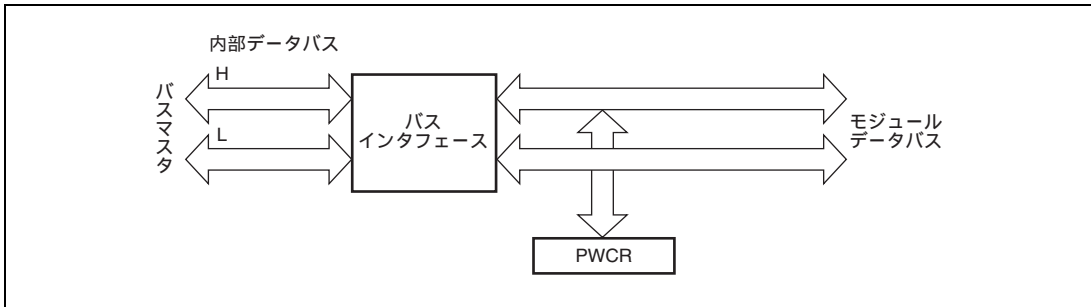 内部データバス
H
L
バスマスタ
バス
インタフェース
モジュール
データバス
PWCR